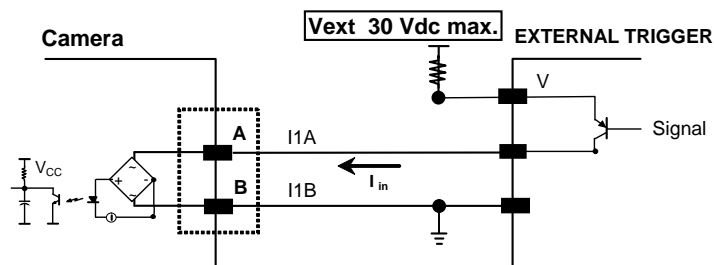 Vext 30 Vdc max.
Camera
EXTERNAL TRIGGER
V
A
I1A
Signal
VCC
~
+
-
~
I in
B
I1B